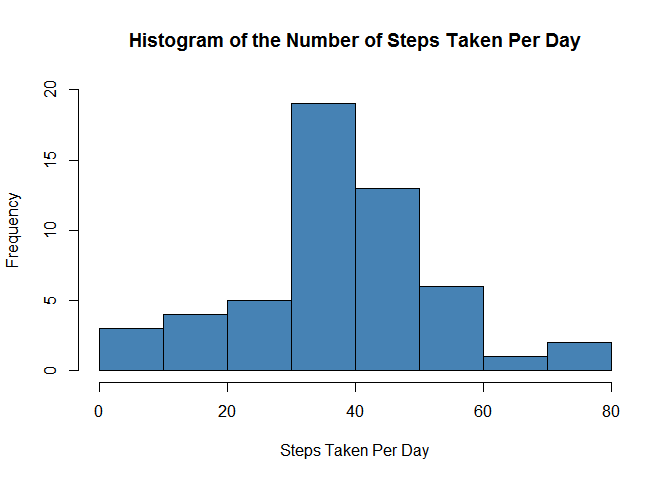 Histogram of the Number of Steps Taken Per Day
Frequency
20
15
10
5
0
0 20 40 60 80
Steps Taken Per Day